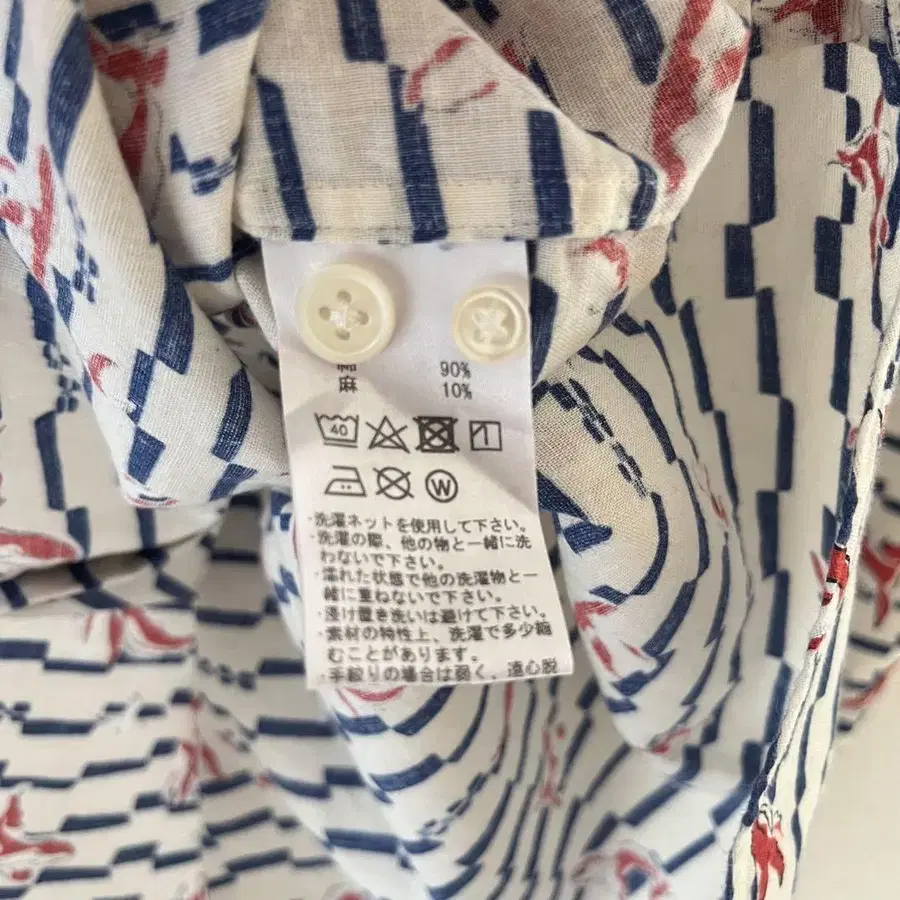 綿 90%
麻 10%
40
W
・洗濯ネットを使用して下さい。
・洗濯の際、他の物と一緒に洗
わないで下さい。
・濡れた状態で他の洗濯物と一
緒に重ねないで下さい。
・浸け置き洗いは避けて下さい。
・素材の特性上、洗濯で多少縮
むことがあります。
・手絞りの場合は弱く、遠心脱